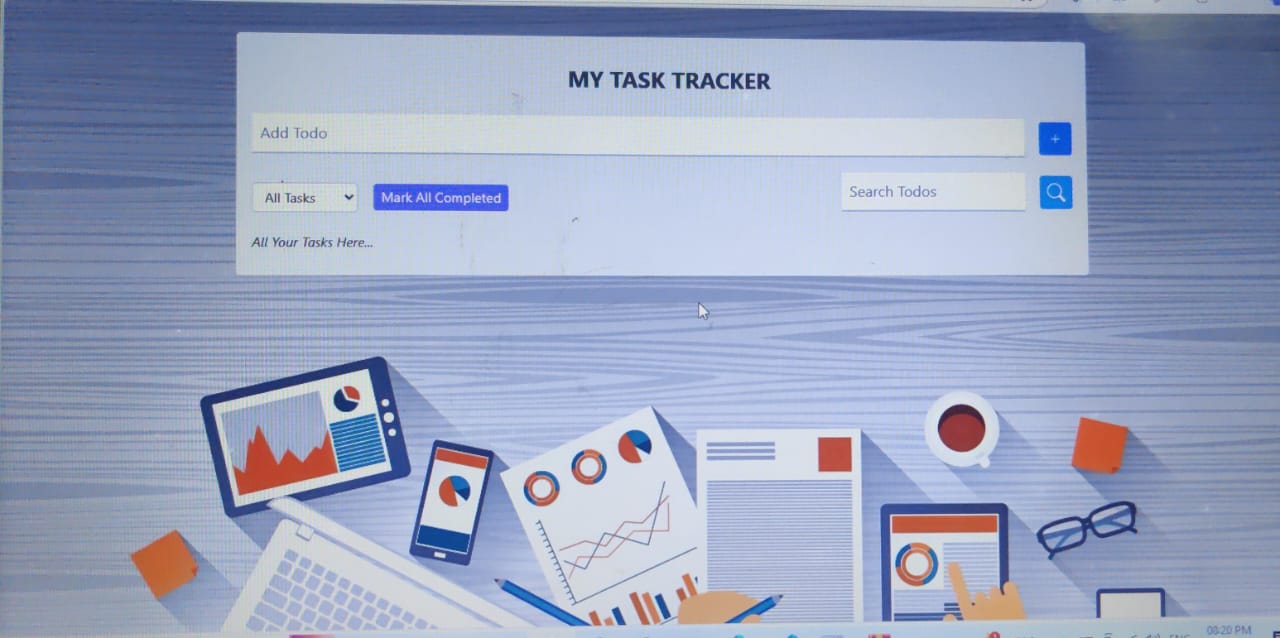 MY TASK TRACKER
Add Todo
+
All Tasks
Mark All Completed
Search Todos
All Your Tasks Here...
08:20 PM